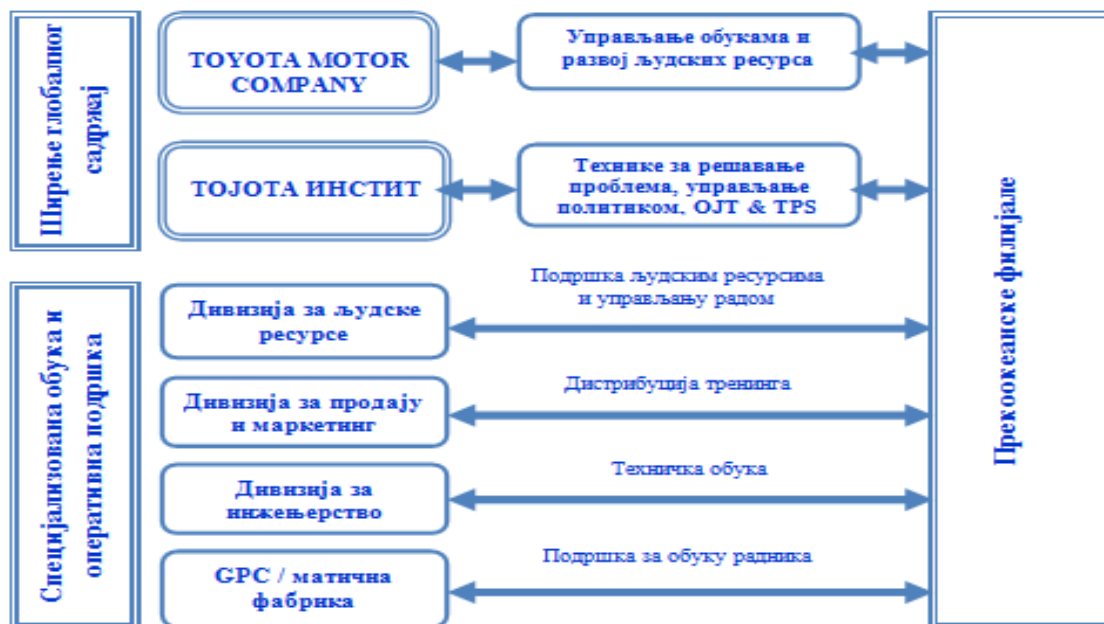 Ширење глобалног
садржај
TOYOTA MOTOR
COMPANY
Управљање обукама и
развој људских ресурса
ТОЈОТА ИНСТИТ
Технике за решавање
проблема, управљање
политиком, OJT & TPS
Прекоокеанске филијале
Специјализована обука и
оперативна подршка
Дивизија за људске
ресурсе
Подршка људским ресурсима
и управљању радом
Дивизија за продају
и маркетинг
Дистрибуција тренинга
Дивизија за
инжењерство
Техничка обука
GPC / матична
фабрика
Подршка за обуку радника